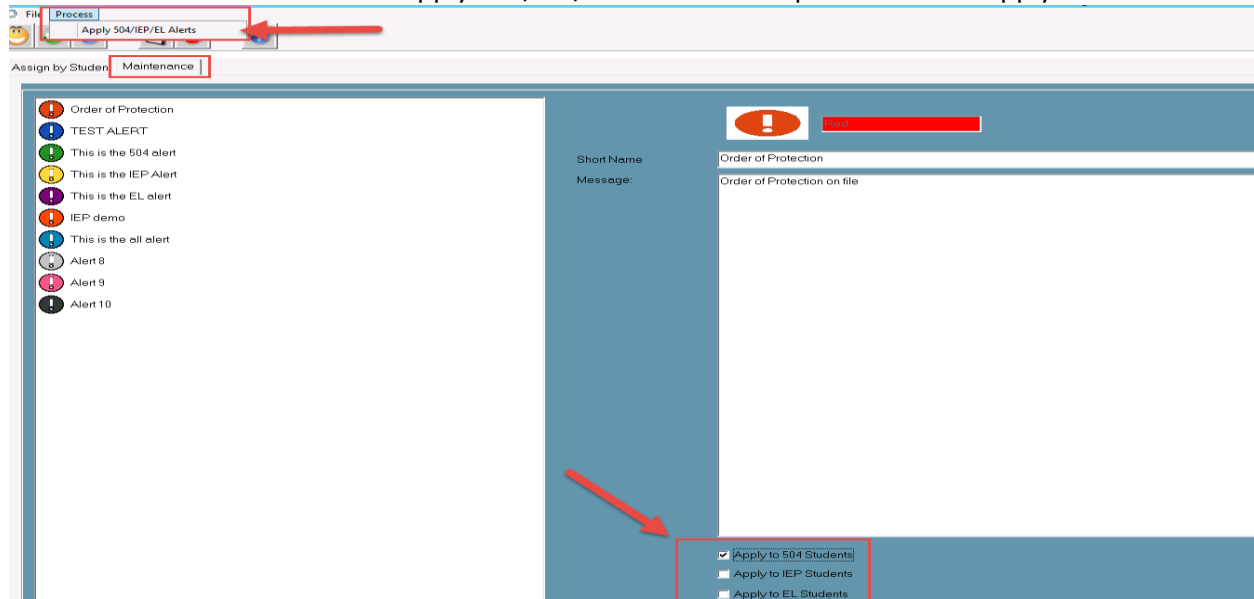 File Process
Apply 504/IEP/EL Alerts
Assign by Studen Maintenance
Order of Protection
TEST ALERT
This is the 504 alert
This is the IEP Alert
This is the EL alert
IEP demo
This is the all alert
Alert 8
Alert 9
Alert 10
Red
Short Name Order of Protection
Message: Order of Protection on file
Apply to 504 Students
Apply to IEP Students
Apply to EL Students